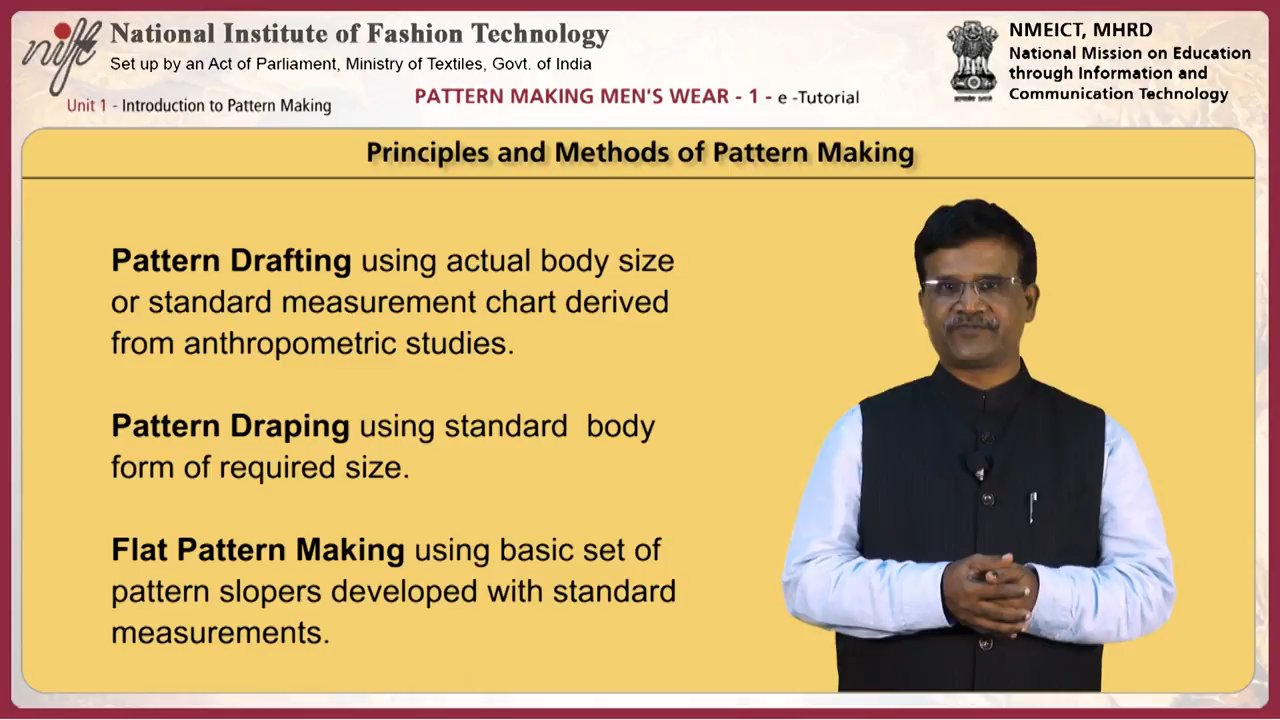 nift
National Institute of Fashion Technology
Set up by an Act of Parliament, Ministry of Textiles, Govt. of India
NMEICT, MHRD
National Mission on Education
through Information and
Communication Technology
Unit 1 - Introduction to Pattern Making
PATTERN MAKING MEN'S WEAR - 1 - e -Tutorial
Principles and Methods of Pattern Making
Pattern Drafting using actual body size
or standard measurement chart derived
from anthropometric studies.
Pattern Draping using standard  body
form of required size.
Flat Pattern Making using basic set of
pattern slopers developed with standard
measurements.